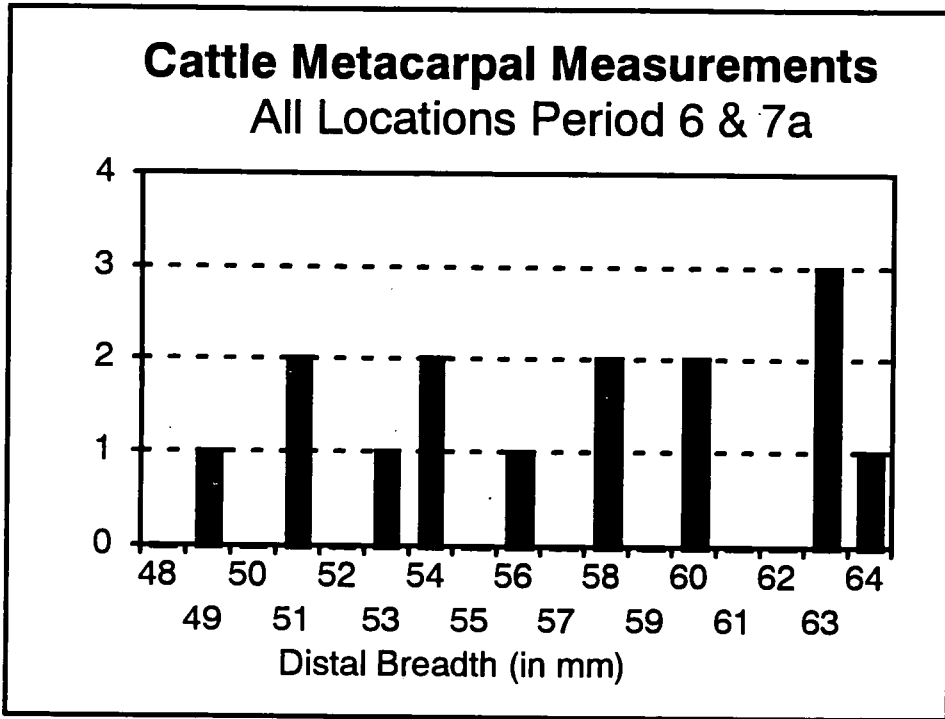 Cattle Metacarpal Measurements
All Locations Period 6 & 7a
4
3
2
1
0
48 50 52 54 56 58 60 62 64
49 51 53 55 57 59 61 63
Distal Breadth (in mm)